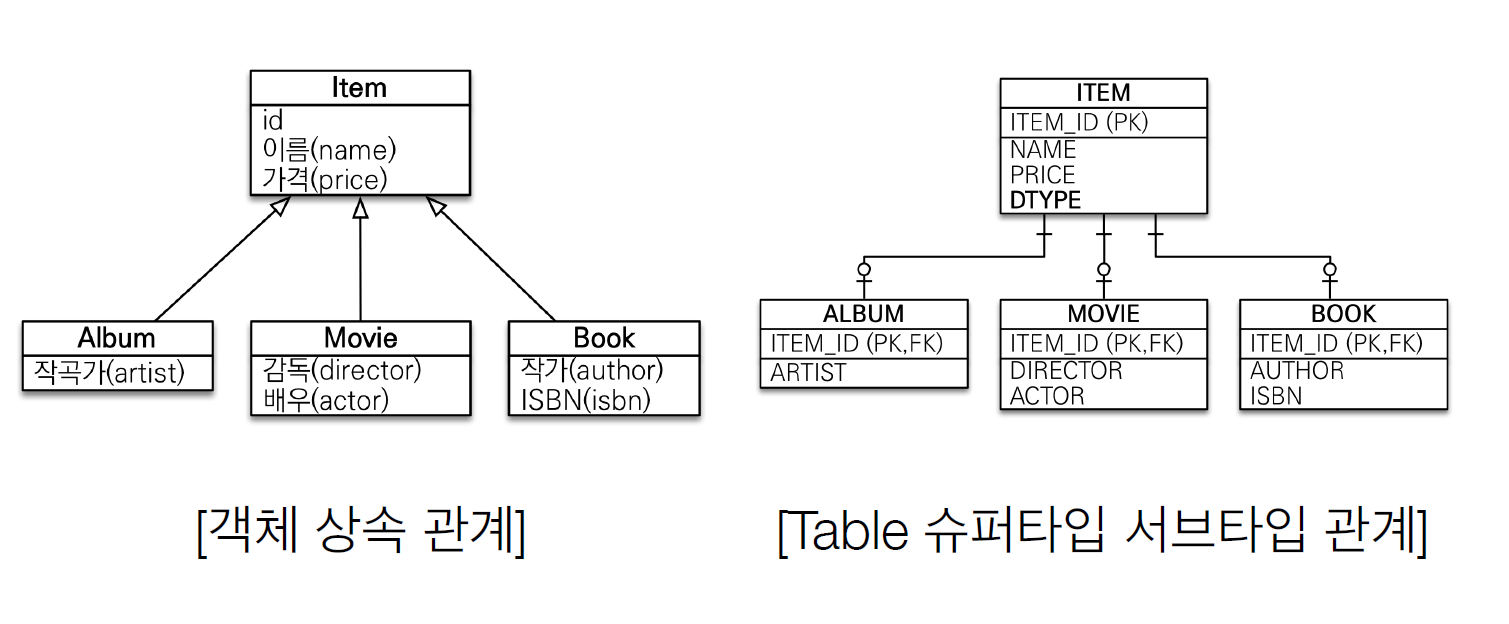 Item
id
이름(name)
가격(price)
Album
작곡가(artist)
Movie
감독(director)
배우(actor)
Book
작가(author)
ISBN(isbn)
[객체 상속 관계]
ITEM
ITEM_ID (PK)
NAME
PRICE
DTYPE
ALBUM
ITEM_ID (PK,FK)
ARTIST
MOVIE
ITEM_ID (PK,FK)
DIRECTOR
ACTOR
BOOK
ITEM_ID (PK,FK)
AUTHOR
ISBN
[Table 슈퍼타입 서브타입 관계]